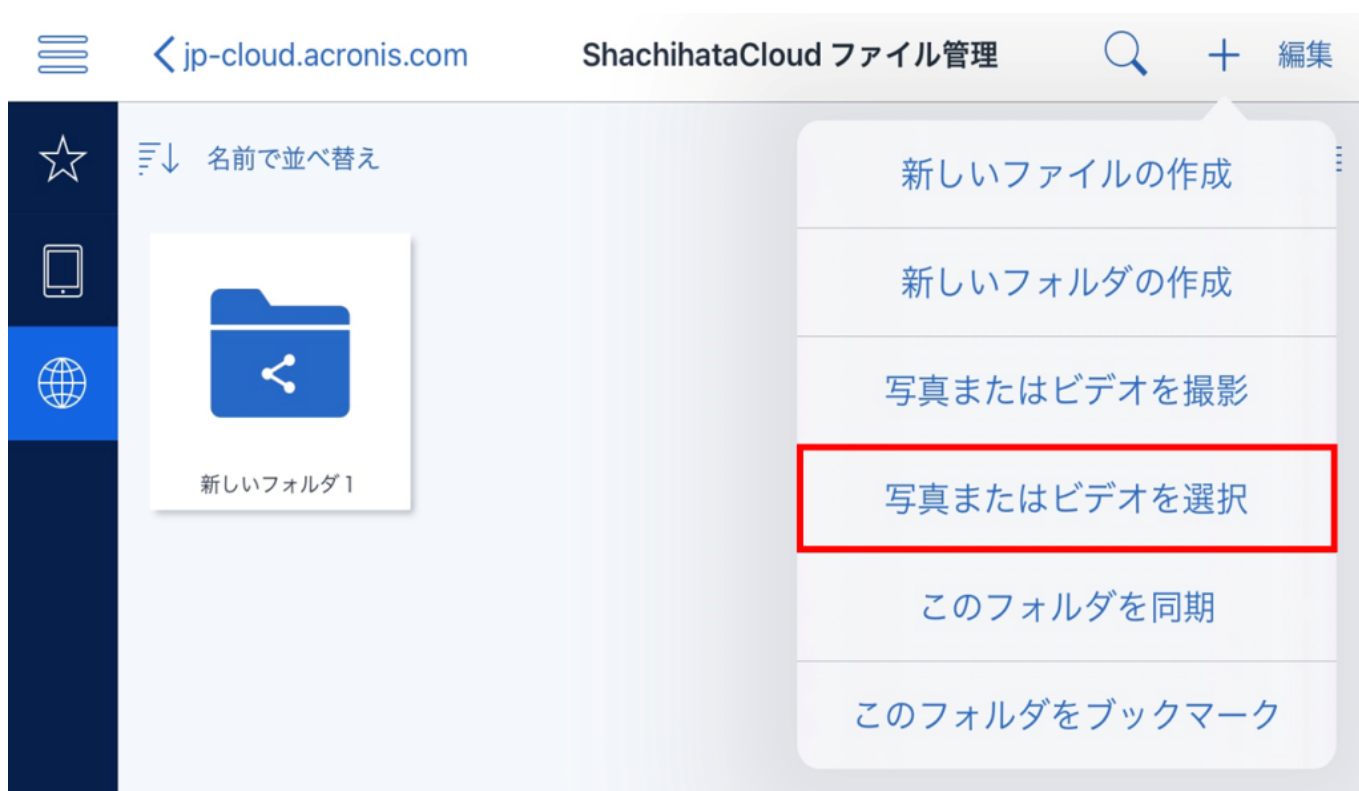 jp-cloud.acronis.com
ShachihataCloud ファイル管理
編集
名前で並べ替え
新しいフォルダ 1
新しいファイルの作成
新しいフォルダの作成
写真またはビデオを撮影
写真またはビデオを選択
このフォルダを同期
このフォルダをブックマーク